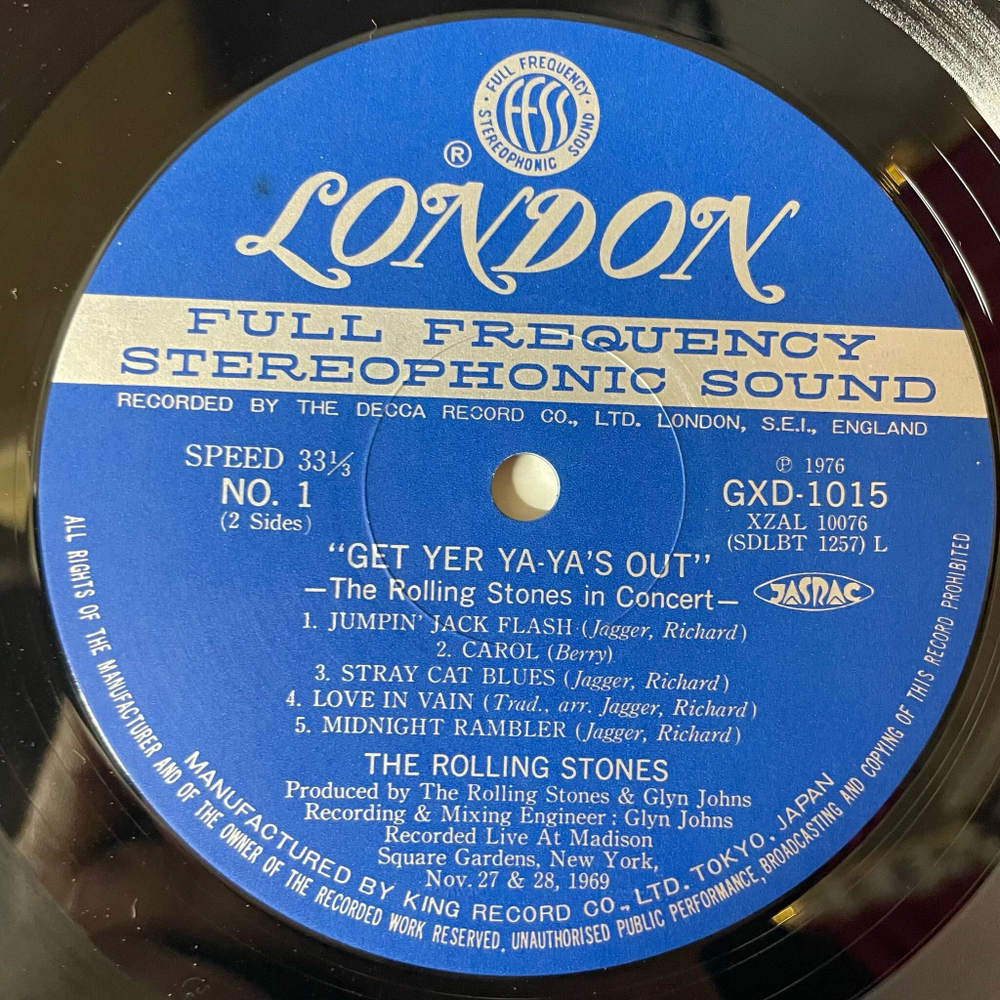 FULL FREQUENCY
FFSS
STEREOPHONIC SOUND
®
LONDON
FULL FREQUENCY
STEREOPHONIC SOUND
RECORDED BY THE DECCA RECORD CO., LTD. LONDON, S.E.I., ENGLAND
SPEED 33⅓
NO. 1
(2 Sides)
℗ 1976
GXD-1015
XZAL 10076
(SDLBT 1257) L
"GET YER YA-YA'S OUT"
—The Rolling Stones in Concert—
JASRAC
1. JUMPIN' JACK FLASH (Jagger, Richard)
2. CAROL (Berry)
3. STRAY CAT BLUES (Jagger, Richard)
4. LOVE IN VAIN (Trad., arr. Jagger, Richard)
5. MIDNIGHT RAMBLER (Jagger, Richard)
THE ROLLING STONES
Produced by The Rolling Stones & Glyn Johns
Recording & Mixing Engineer : Glyn Johns
Recorded Live At Madison
Square Gardens, New York,
Nov. 27 & 28, 1969
MANUFACTURED BY KING RECORD CO., LTD. TOKYO, JAPAN
ALL RIGHTS OF THE MANUFACTURER AND OF THE OWNER OF THE RECORDED WORK RESERVED, UNAUTHORISED PUBLIC PERFORMANCE, BROADCASTING AND COPYING OF THIS RECORD PROHIBITED